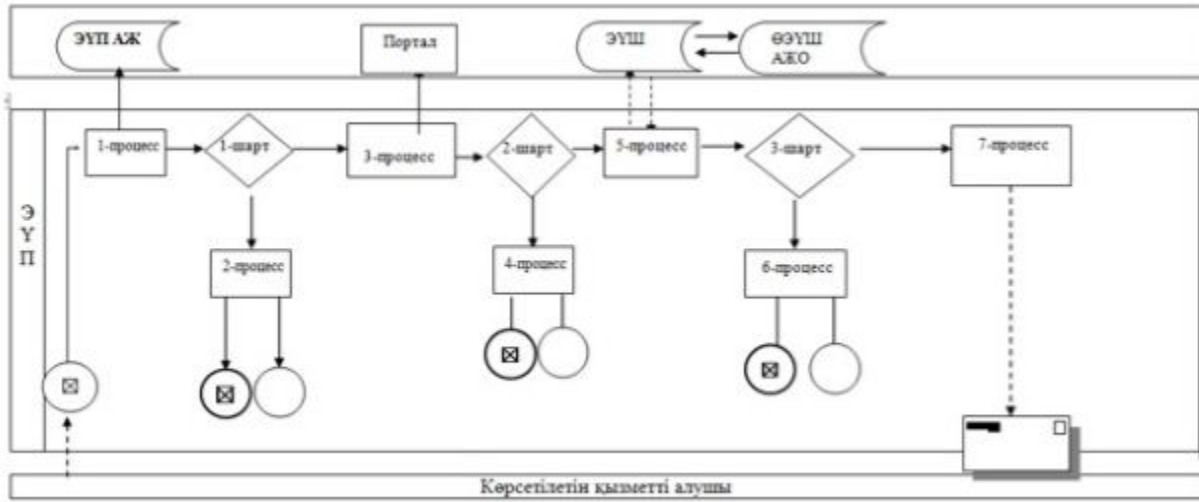 ЭҮП АЖ
Портал
ЭҮШ
ӨЭҮШ
АЖО
1-процесс
1-шарт
3-процесс
2-шарт
5-процесс
3-шарт
7-процесс
Э
Ү
П
2-процесс
4-процесс
6-процесс
Көрсетілетін қызметті алушы